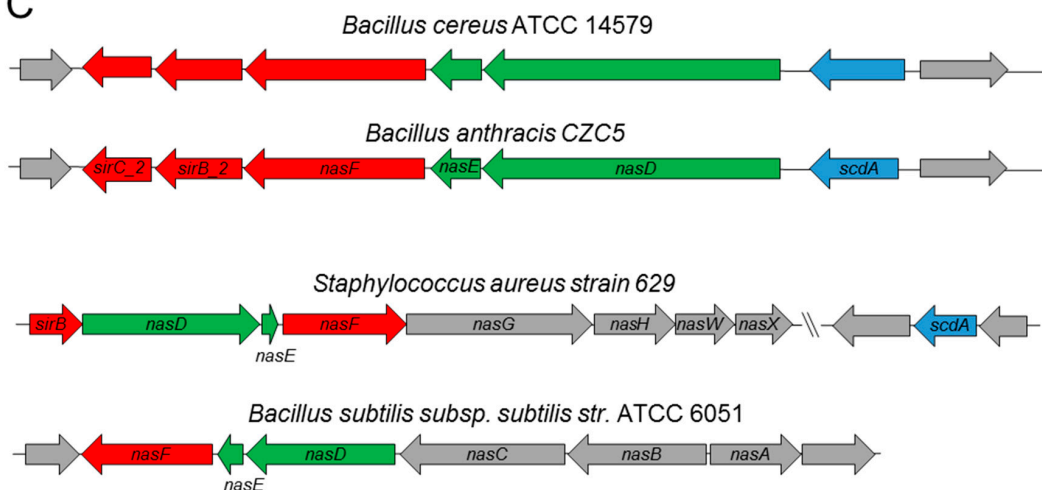 C
Bacillus cereus ATCC 14579
Bacillus anthracis CZC5
sirC_2 sirB_2 nasF nasE nasD scdA
Staphylococcus aureus strain 629
sirB nasD nasF nasG nasH nasW nasX scdA
nasE
Bacillus subtilis subsp. subtilis str. ATCC 6051
nasF nasD nasC nasB nasA
nasE